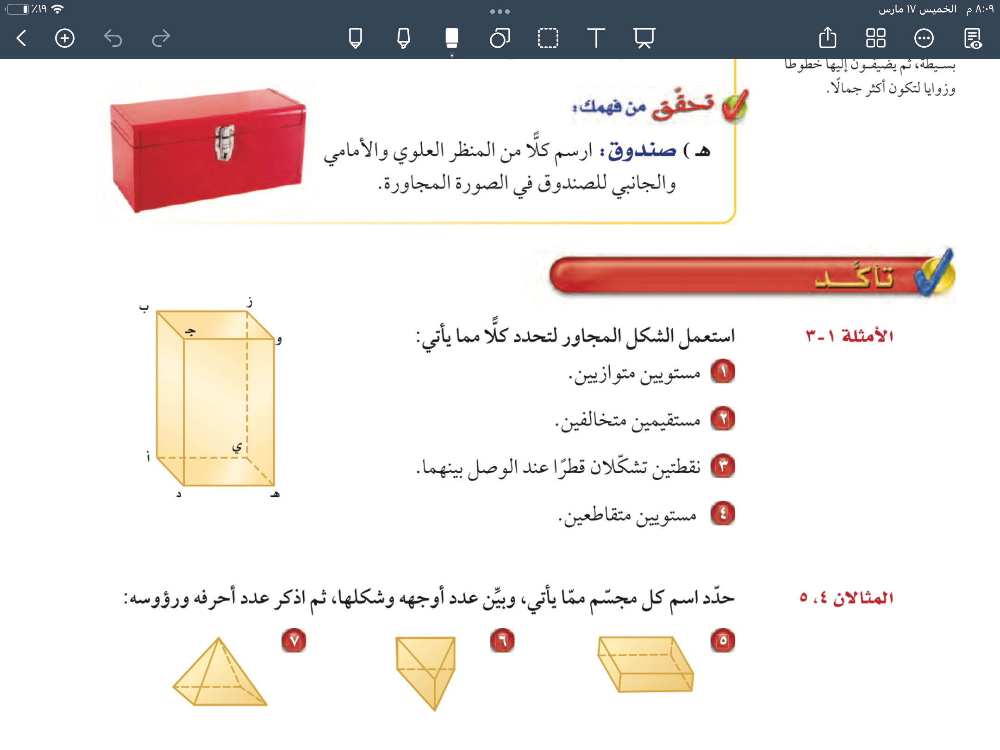 ٨:٠٩ م الخميس ١٧ مارس
٪١٩
بسيطة، ثم يضيفون إليها خطوطًا
وزوايا لتكون أكثر جمالًا.
تحقّق من فهمك:
هـ ) صندوق: ارسم كلًّا من المنظر العلوي والأمامي
والجانبي للصندوق في الصورة المجاورة.
تأكّد
الأمثلة ١-٣
استعمل الشكل المجاور لتحدد كلًّا مما يأتي:
١ مستويين متوازيين.
٢ مستقيمين متخالفين.
٣ نقطتين تشكّلان قطرًا عند الوصل بينهما.
٤ مستويين متقاطعين.
ز
ب
جـ
و
ي
أ
د
هـ
المثالان ٤، ٥
حدّد اسم كل مجسّم ممّا يأتي، وبيِّن عدد أوجهه وشكلها، ثم اذكر عدد أحرفه ورؤوسه:
٥
٦
٧